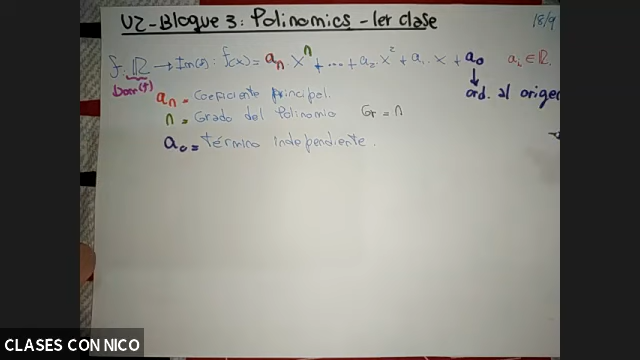 U2-Bloque 3: Polinomics - 1er clase 18/9
f: ℝ → Im(f): f(x) = aₙ xⁿ + ... + a₂ x² + a₁ x + a₀ aᵢ ∈ ℝ.
Dom(f) ord. al origen
aₙ = Coeficiente principal.
n = Grado del Polinomio Gr = n
a₀ = término independiente.
CLASES CON NICO